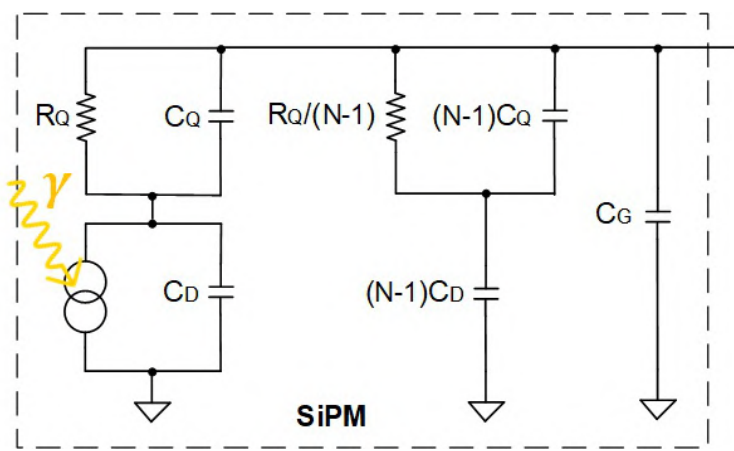 γ
RQ
CQ
RQ/(N-1)
(N-1)CQ
CG
CD
(N-1)CD
SiPM